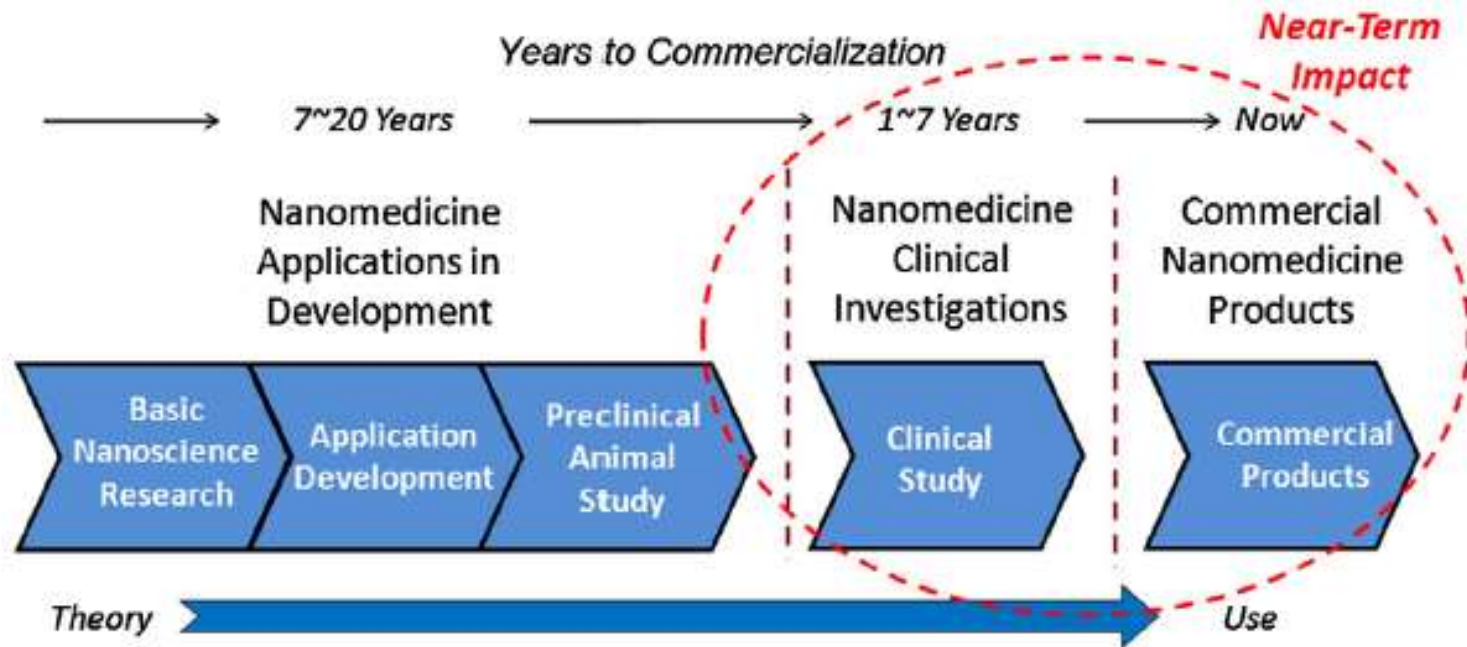 Years to Commercialization
Near-Term
Impact
7~20 Years
1~7 Years
Now
Nanomedicine
Applications in
Development
Nanomedicine
Clinical
Investigations
Commercial
Nanomedicine
Products
Basic
Nanoscience
Research
Application
Development
Preclinical
Animal
Study
Clinical
Study
Commercial
Products
Theory
Use